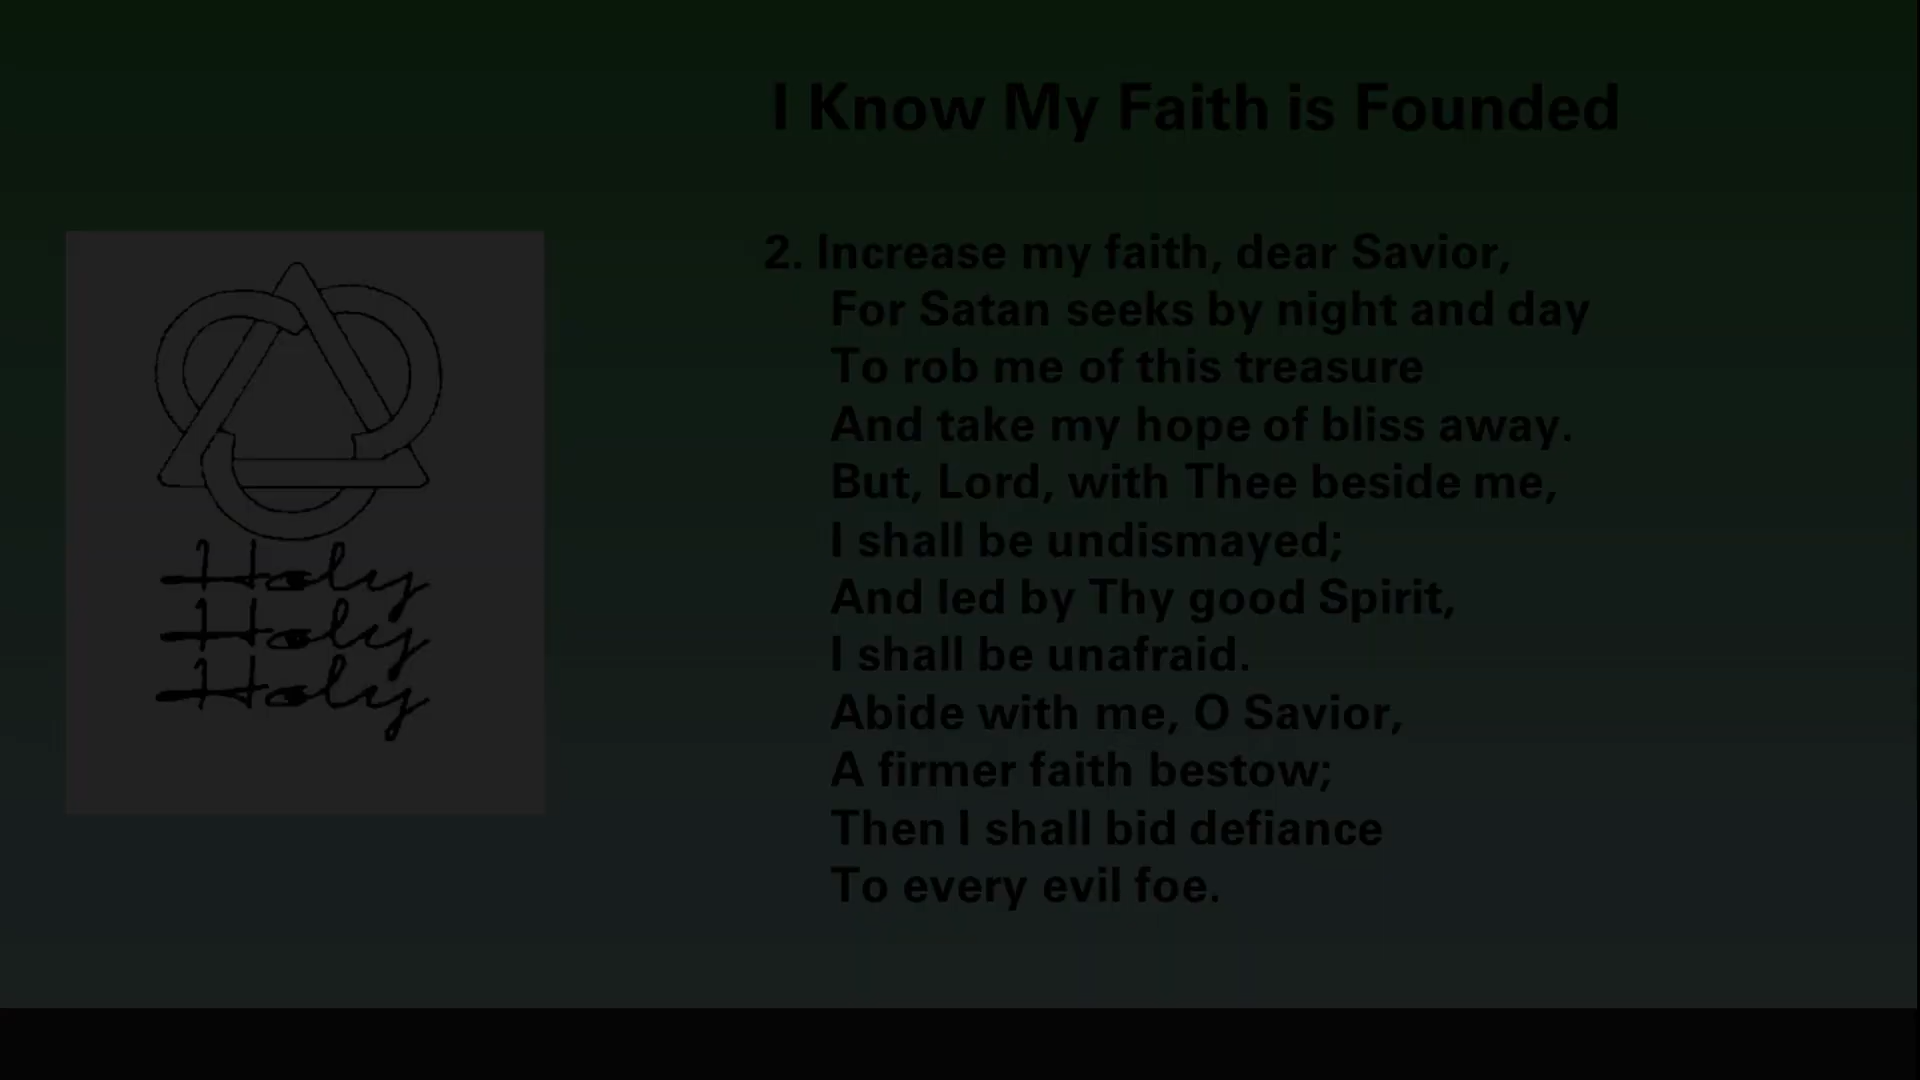 I Know My Faith is Founded
2. Increase my faith, dear Savior,
For Satan seeks by night and day
To rob me of this treasure
And take my hope of bliss away.
But, Lord, with Thee beside me,
I shall be undismayed;
And led by Thy good Spirit,
I shall be unafraid.
Abide with me, O Savior,
A firmer faith bestow;
Then I shall bid defiance
To every evil foe.
Holy
Holy
Holy